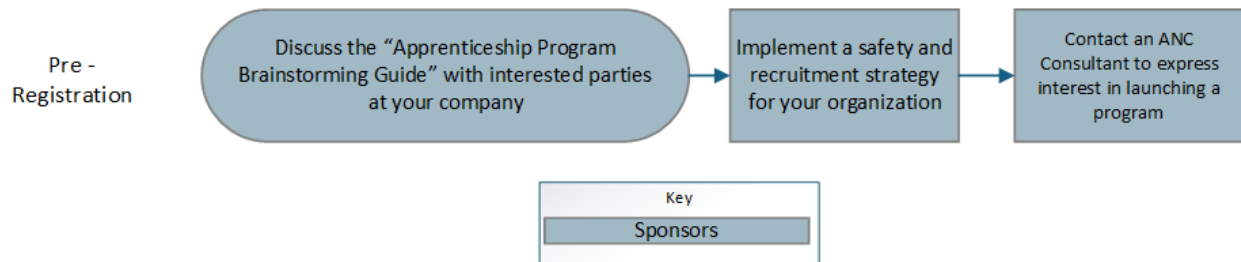 Pre -
Registration
Discuss the “Apprenticeship Program
Brainstorming Guide” with interested parties
at your company
Implement a safety and
recruitment strategy
for your organization
Contact an ANC
Consultant to express
interest in launching a
program
Key
Sponsors